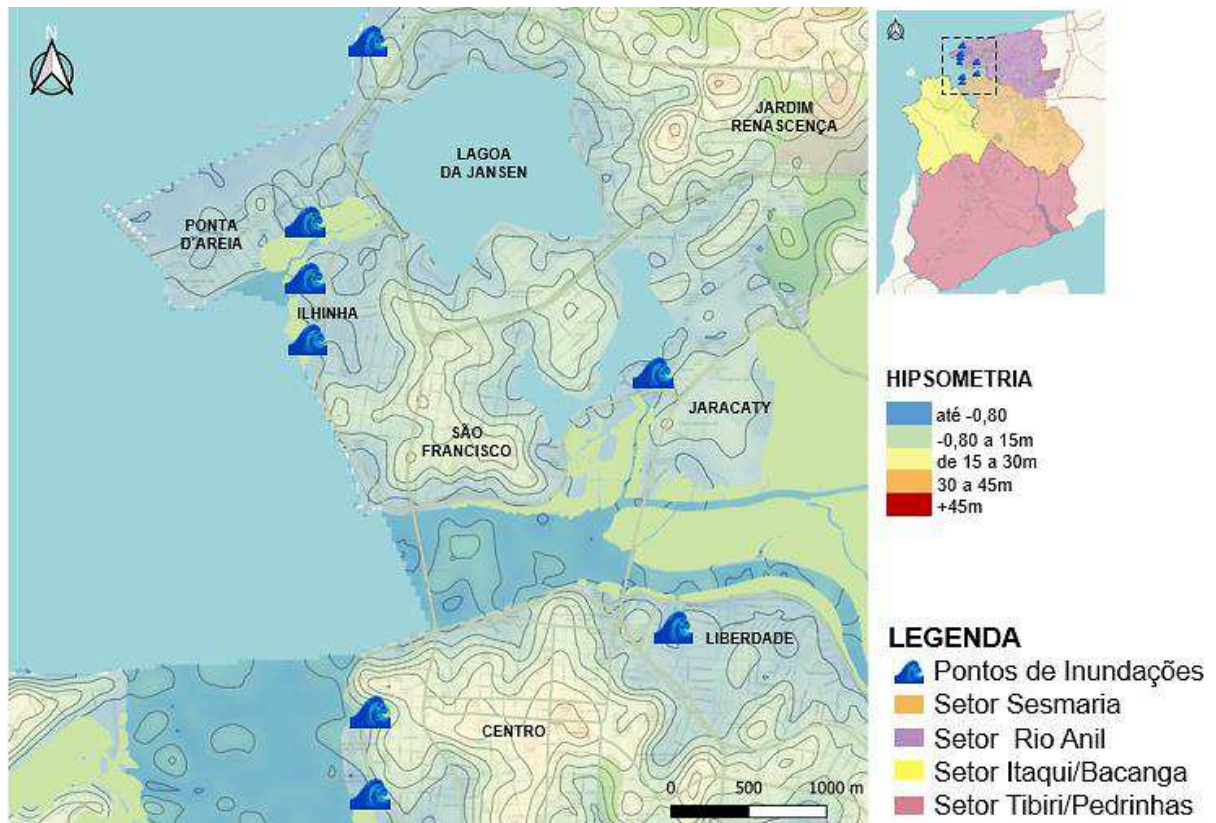 N
LAGOA
DA JANSEN
JARDIM
RENASCENÇA
PONTA
D'AREIA
ILHINHA
SÃO
FRANCISCO
JARACATY
LIBERDADE
CENTRO
0 500 1000 m
HIPSOMETRIA
até -0,80
-0,80 a 15m
de 15 a 30m
30 a 45m
+45m
LEGENDA
Pontos de Inundações
Setor Sesmaria
Setor Rio Anil
Setor Itaqui/Bacanga
Setor Tibiri/Pedrinhas